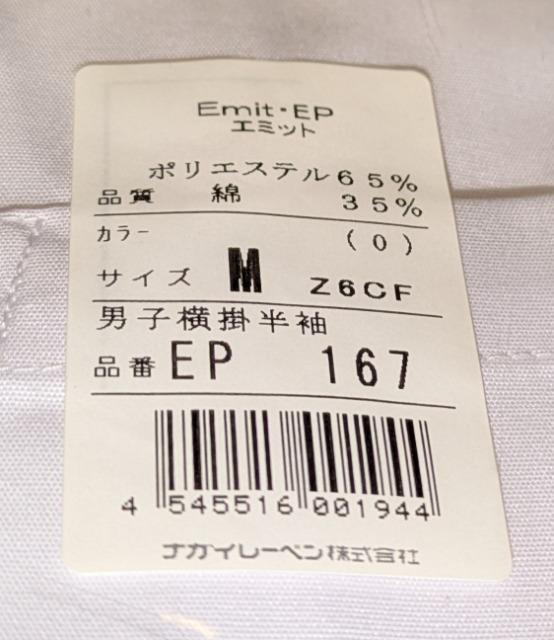 Emit・EP
エミット
ポリエステル 65%
品質 綿 35%
カラー (0)
サイズ M Z6CF
男子横掛半袖
品番 EP 167
4 545516 001944
ナガイレーベン株式会社